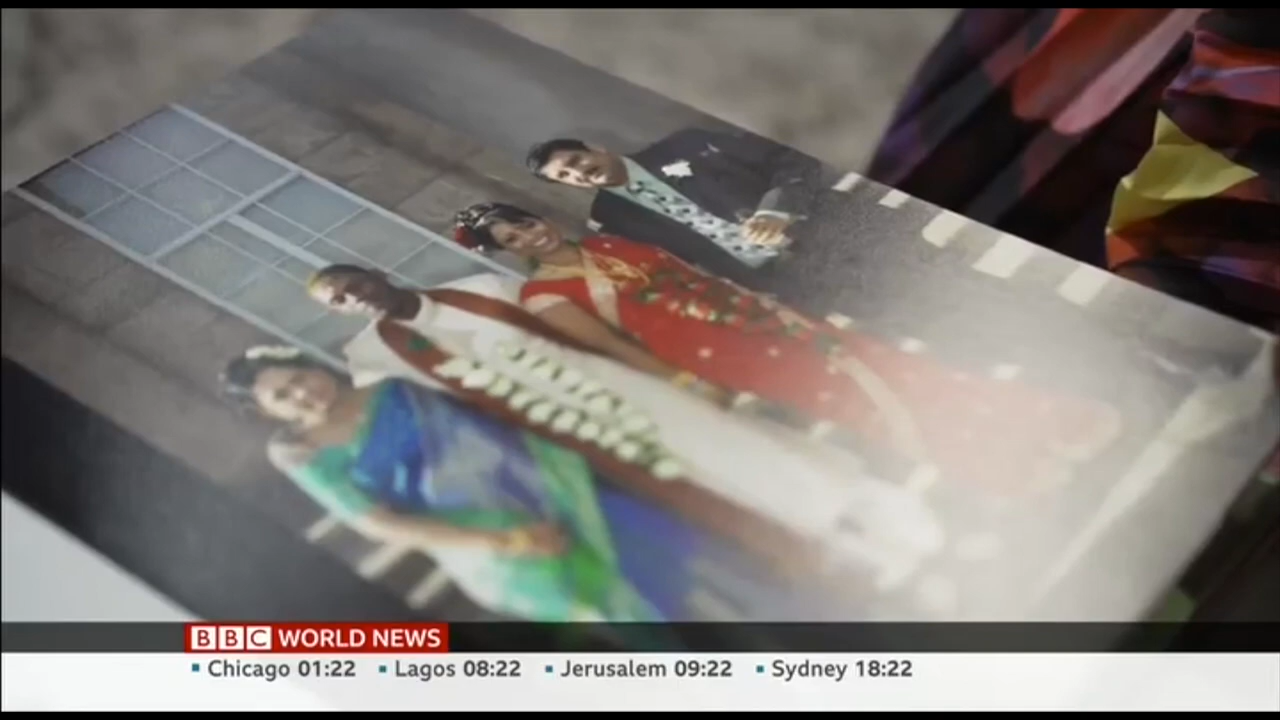 BBC WORLD NEWS
▪ Chicago 01:22 ▪ Lagos 08:22 ▪ Jerusalem 09:22 ▪ Sydney 18:22